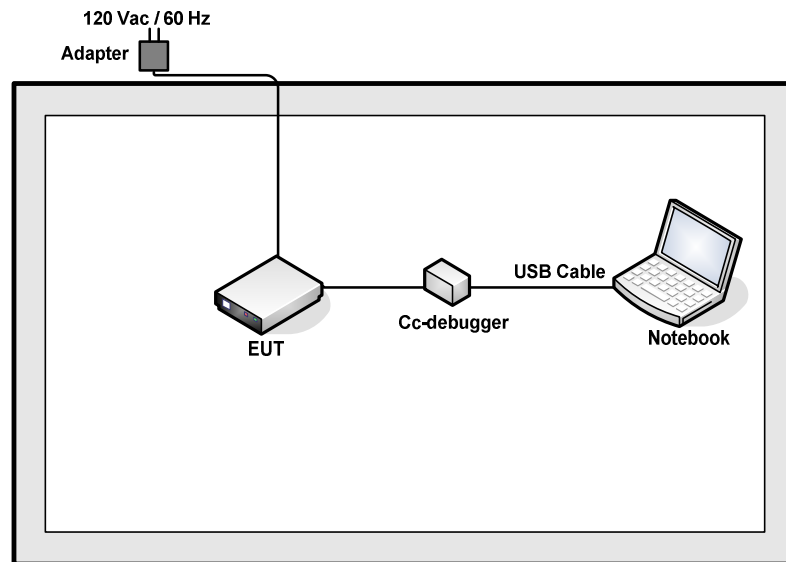 120 Vac / 60 Hz
Adapter
USB Cable
Cc-debugger
EUT
Notebook